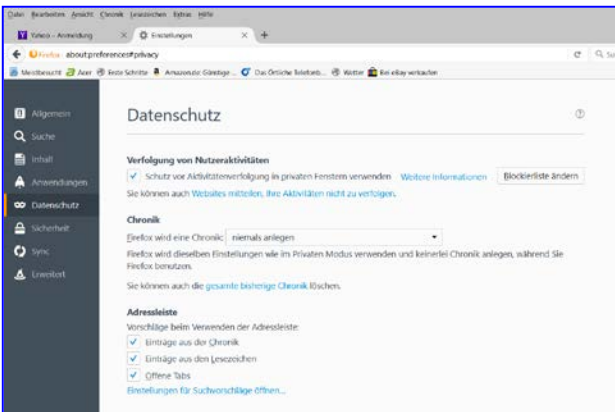 Datei Bearbeiten Ansicht Chronik Lesezeichen Extras Hilfe
Yahoo - Anmeldung × Einstellungen × +
Firefox about:preferences#privacy
Meistbesucht Acer Erste Schritte Amazon.de: Günstige ... Das Örtliche Telefonb... Wetter Bei eBay verkaufen
Allgemein
Suche
Inhalt
Anwendungen
Datenschutz
Sicherheit
Sync
Erweitert
Datenschutz
Verfolgung von Nutzeraktivitäten
Schutz vor Aktivitätenverfolgung in privaten Fenstern verwenden Weitere Informationen Blockierliste ändern
Sie können auch Websites mitteilen, Ihre Aktivitäten nicht zu verfolgen.
Chronik
Firefox wird eine Chronik: niemals anlegen
Firefox wird dieselben Einstellungen wie im Privaten Modus verwenden und keinerlei Chronik anlegen, während Sie
Firefox benutzen.
Sie können auch die gesamte bisherige Chronik löschen.
Adressleiste
Vorschläge beim Verwenden der Adressleiste:
Einträge aus der Chronik
Einträge aus den Lesezeichen
Offene Tabs
Einstellungen für Suchvorschläge öffnen...